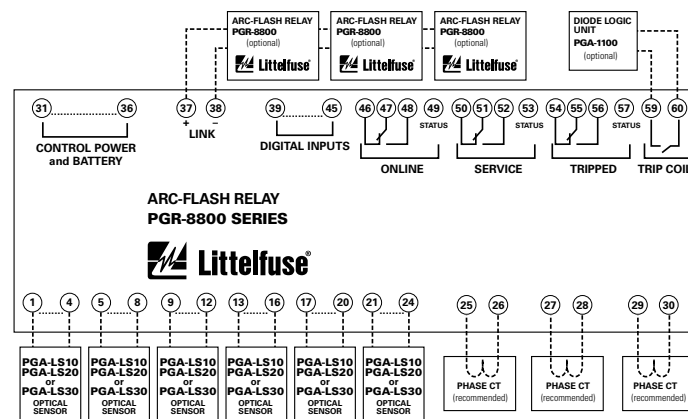 ARC-FLASH RELAY ARC-FLASH RELAY ARC-FLASH RELAY
PGR-8800 PGR-8800 PGR-8800
(optional) (optional) (optional)
Littelfuse Littelfuse Littelfuse
DIODE LOGIC
UNIT
PGA-1100
(optional)
31 36 37 38 39 45 46 47 48 49 50 51 52 53 54 55 56 57 59 60
+ –
LINK
STATUS STATUS STATUS
CONTROL POWER
and BATTERY
DIGITAL INPUTS
ONLINE SERVICE TRIPPED TRIP COIL
ARC-FLASH RELAY
PGR-8800 SERIES
Littelfuse®
1 4 5 8 9 12 13 16 17 20 21 24 25 26 27 28 29 30
PGA-LS10 PGA-LS10 PGA-LS10 PGA-LS10 PGA-LS10 PGA-LS10
PGA-LS20 PGA-LS20 PGA-LS20 PGA-LS20 PGA-LS20 PGA-LS20
or or or or or or
PGA-LS30 PGA-LS30 PGA-LS30 PGA-LS30 PGA-LS30 PGA-LS30
OPTICAL OPTICAL OPTICAL OPTICAL OPTICAL OPTICAL
SENSOR SENSOR SENSOR SENSOR SENSOR SENSOR
PHASE CT PHASE CT PHASE CT
(recommended) (recommended) (recommended)